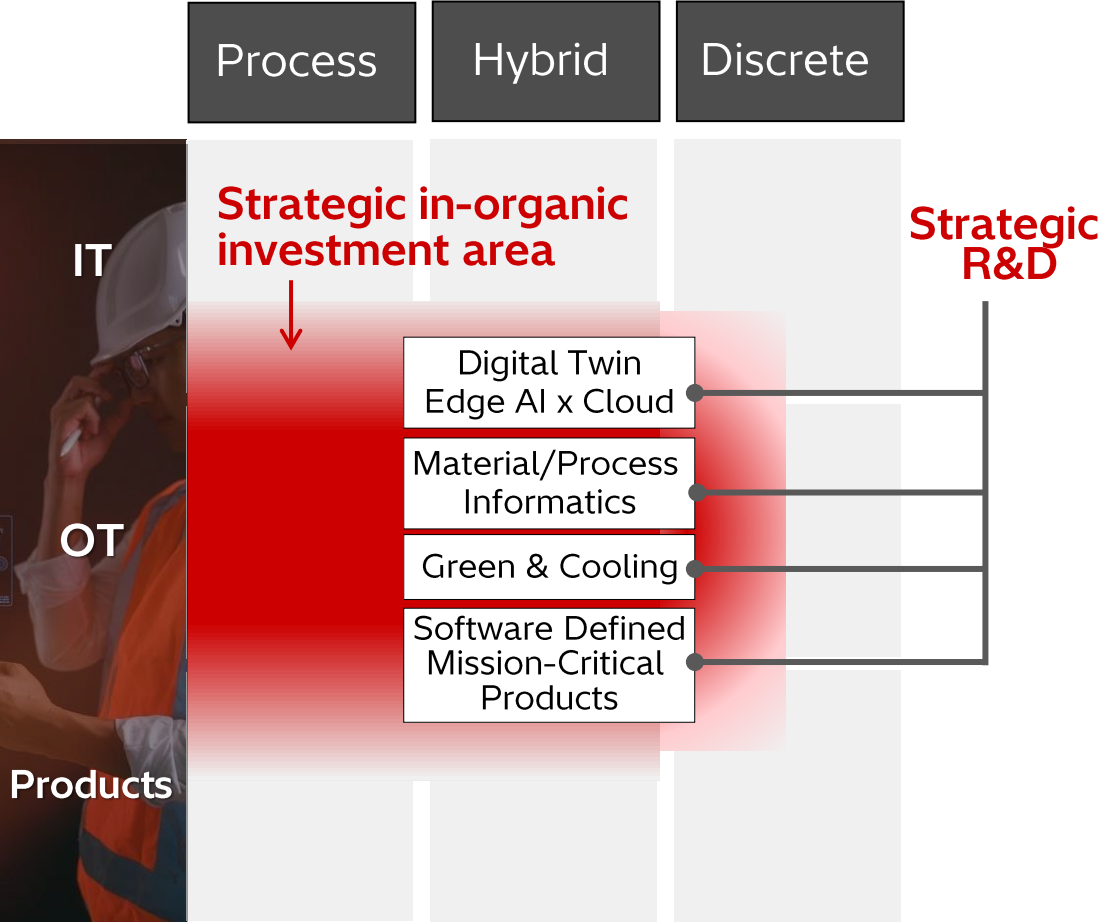 Process
Hybrid
Discrete
Strategic in-organic
investment area
Strategic
R&D
IT
Digital Twin
Edge AI x Cloud
Material/Process
Informatics
OT
Green & Cooling
Software Defined
Mission-Critical
Products
Products